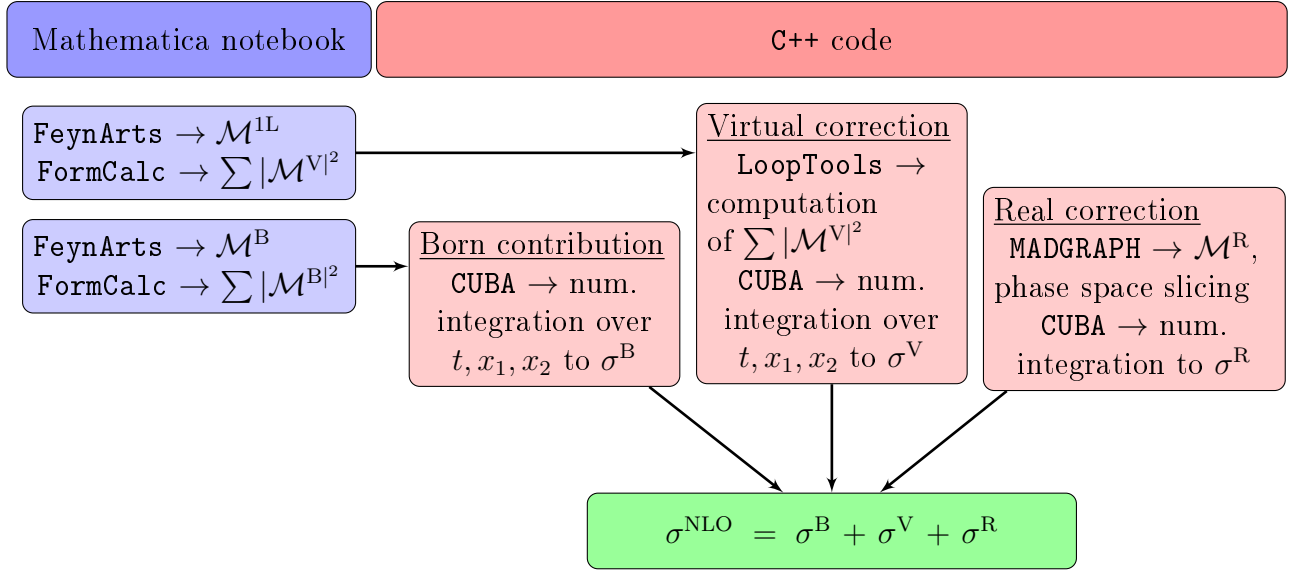 Mathematica notebook
C++ code
FeynArts → ℳ^1L
FormCalc → ∑ |ℳ^V|^2
FeynArts → ℳ^B
FormCalc → ∑ |ℳ^B|^2
Born contribution
CUBA → num.
integration over
t, x₁, x₂ to σ^B
Virtual correction
LoopTools →
computation
of ∑ |ℳ^V|^2
CUBA → num.
integration over
t, x₁, x₂ to σ^V
Real correction
MADGRAPH → ℳ^R,
phase space slicing
CUBA → num.
integration to σ^R
σ^NLO = σ^B + σ^V + σ^R